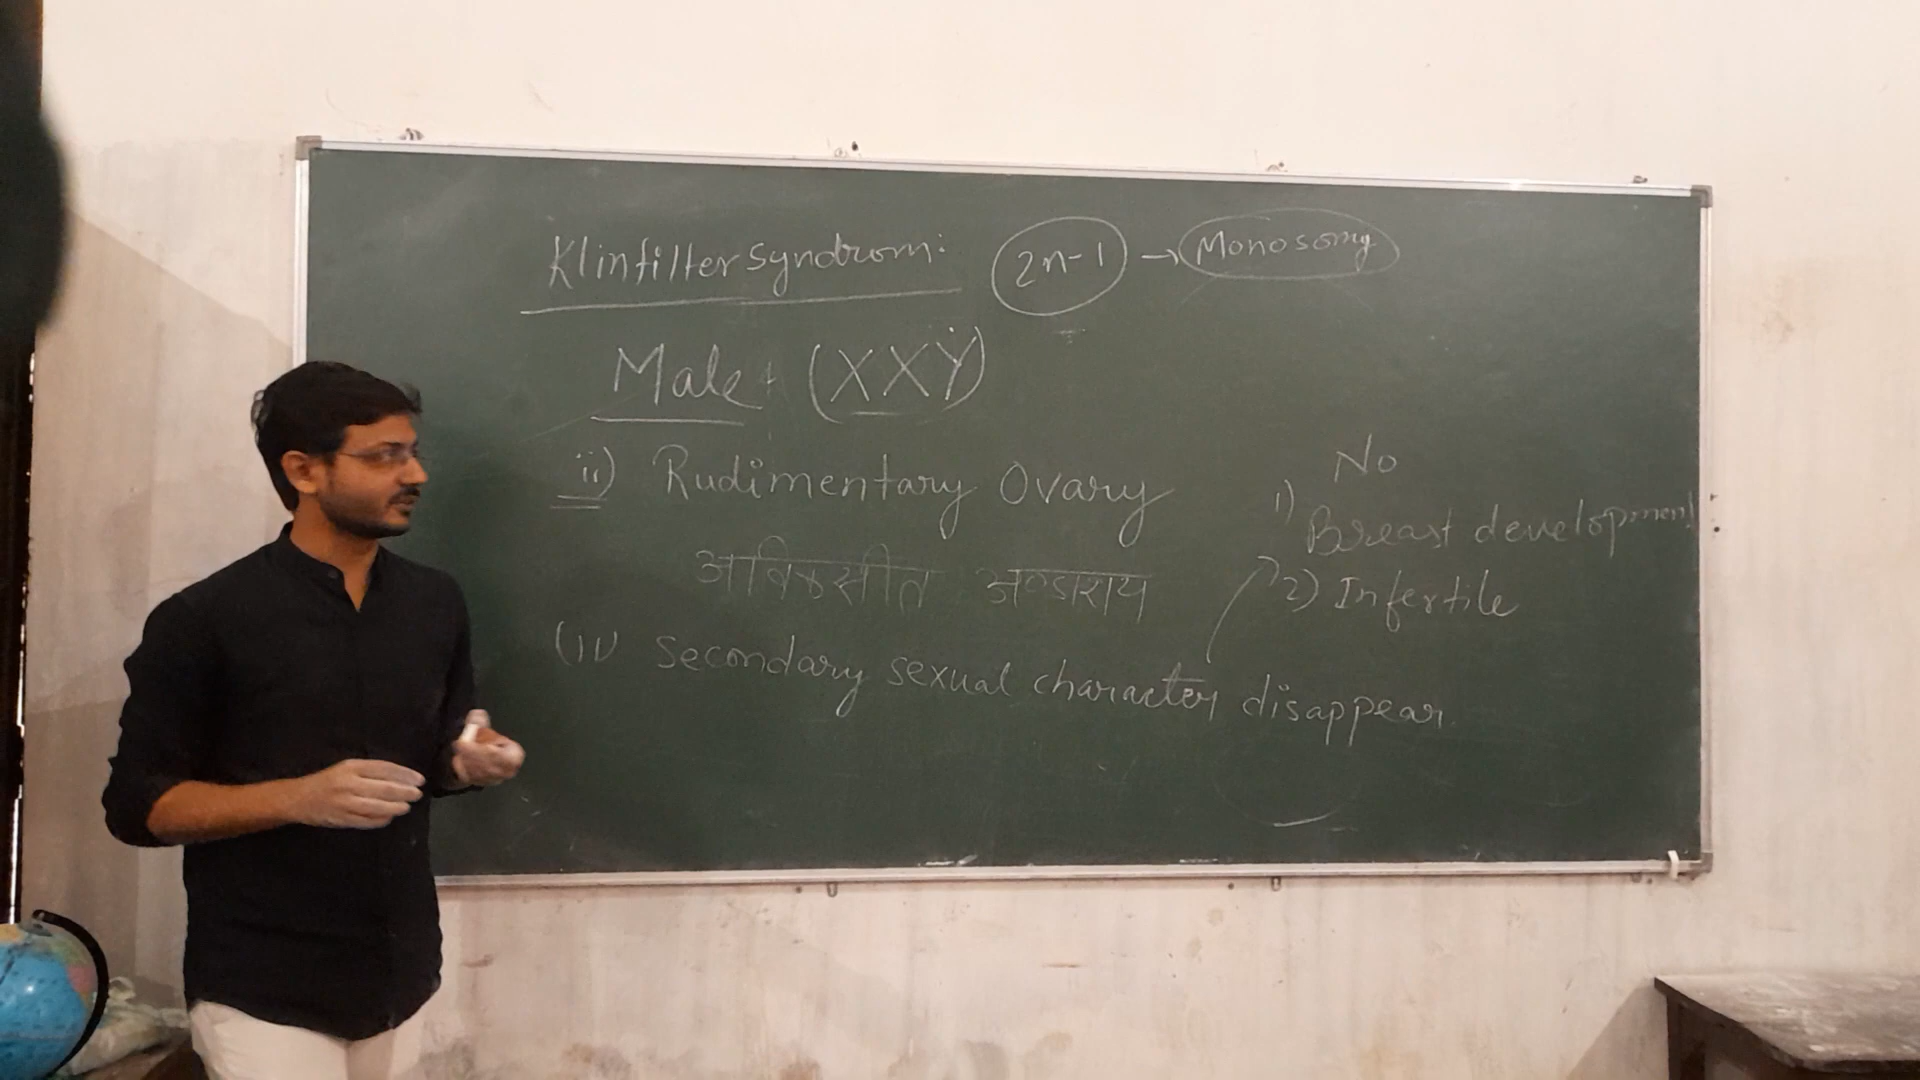 Klinfilter syndrom: 2n-1 → Monosomy
Male (XXY)
ii) Rudimentary Ovary
अविकसीत अण्डाशय
No
1) Breast development
2) Infertile
Secondary sexual character disappear.